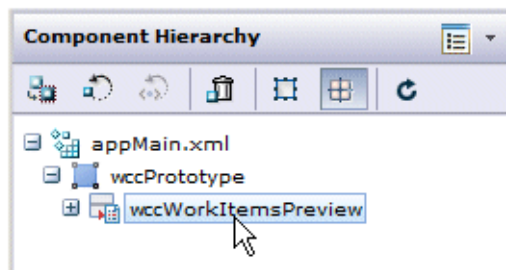 Component Hierarchy
appMain.xml
wccPrototype
wccWorkItemsPreview